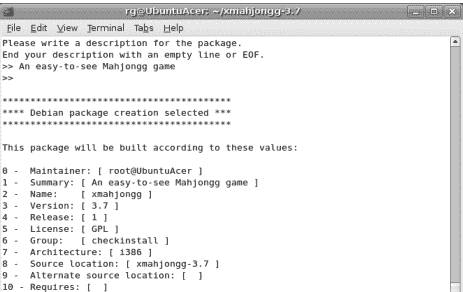 rg@UbuntuAcer: ~/xmahjongg-3.7
File Edit View Terminal Tabs Help
Please write a description for the package.
End your description with an empty line or EOF.
>> An easy-to-see Mahjongg game
>>
*****************************************
**** Debian package creation selected ***
*****************************************
This package will be built according to these values:
0 - Maintainer: [ root@UbuntuAcer ]
1 - Summary: [ An easy-to-see Mahjongg game ]
2 - Name: [ xmahjongg ]
3 - Version: [ 3.7 ]
4 - Release: [ 1 ]
5 - License: [ GPL ]
6 - Group: [ checkinstall ]
7 - Architecture: [ i386 ]
8 - Source location: [ xmahjongg-3.7 ]
9 - Alternate source location: [ ]
10 - Requires: [ ]